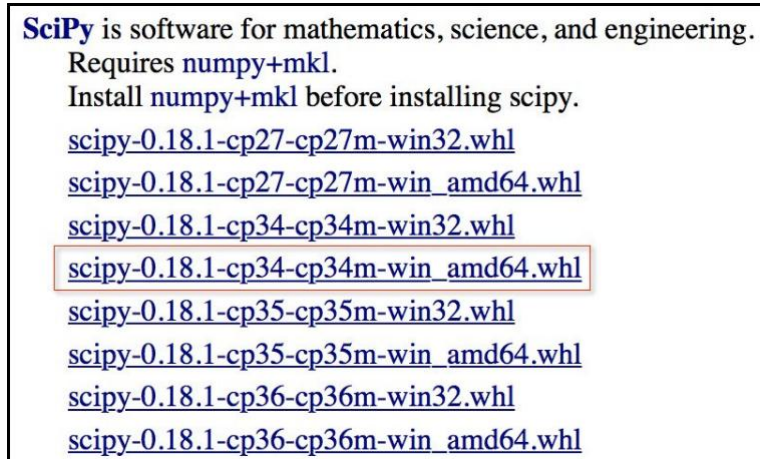 SciPy is software for mathematics, science, and engineering.
Requires numpy+mkl.
Install numpy+mkl before installing scipy.
scipy-0.18.1-cp27-cp27m-win32.whl
scipy-0.18.1-cp27-cp27m-win_amd64.whl
scipy-0.18.1-cp34-cp34m-win32.whl
scipy-0.18.1-cp34-cp34m-win_amd64.whl
scipy-0.18.1-cp35-cp35m-win32.whl
scipy-0.18.1-cp35-cp35m-win_amd64.whl
scipy-0.18.1-cp36-cp36m-win32.whl
scipy-0.18.1-cp36-cp36m-win_amd64.whl